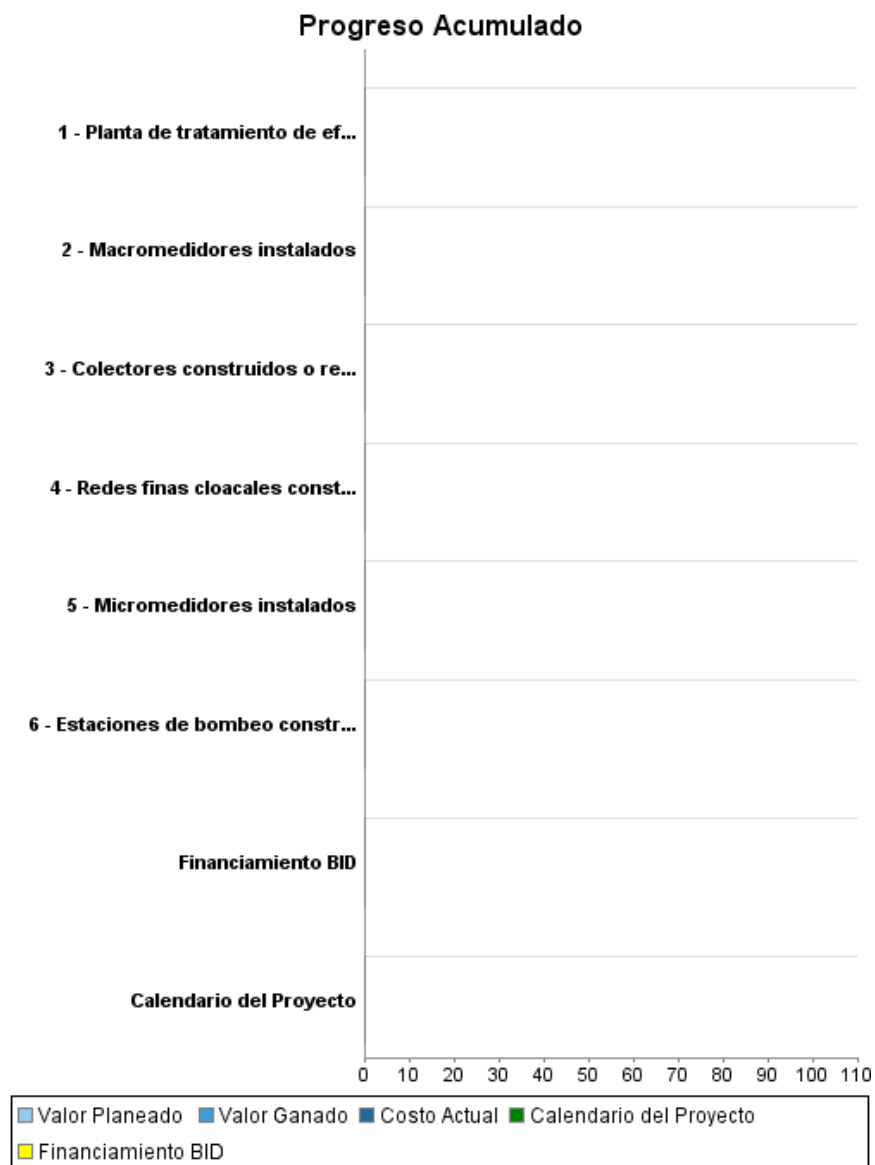 Progreso Acumulado
1 - Planta de tratamiento de ef...
2 - Macromedidores instalados
3 - Colectores construidos o re...
4 - Redes finas cloacales const...
5 - Micromedidores instalados
6 - Estaciones de bombeo constr...
Financiamiento BID
Calendario del Proyecto
0 10 20 30 40 50 60 70 80 90 100 110
Valor Planeado Valor Ganado Costo Actual Calendario del Proyecto
Financiamiento BID